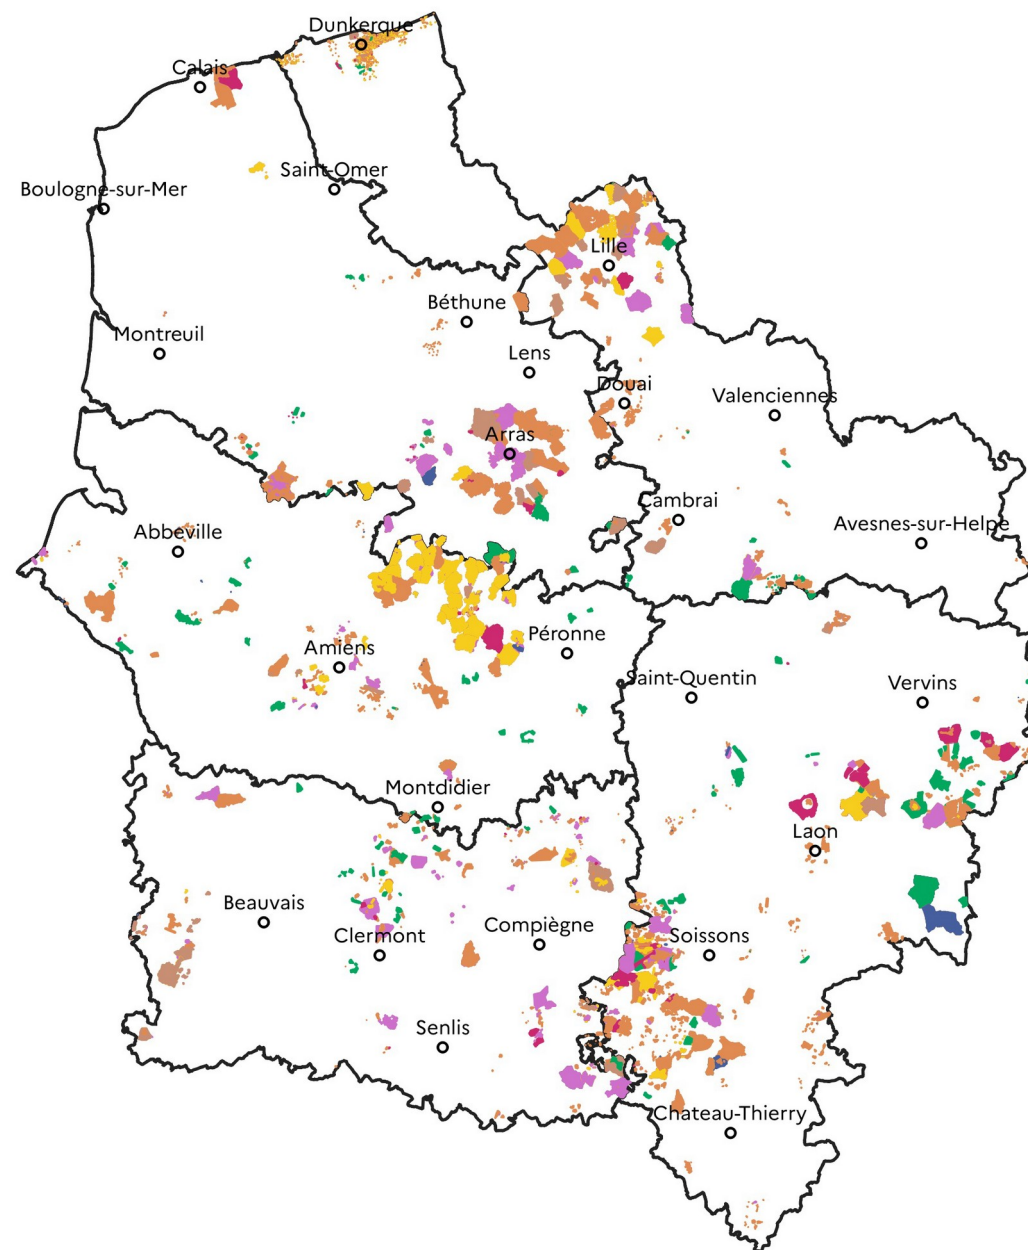 Dunkerque
Calais
Saint-Omer
Boulogne-sur-Mer
Lille
Béthune
Montreuil
Lens
Douai
Valenciennes
Arras
Cambrai
Avesnes-sur-Helpe
Abbeville
Péronne
Amiens
Saint-Quentin
Vervins
Montdidier
Laon
Beauvais
Compiègne
Clermont
Soissons
Senlis
Chateau-Thierry